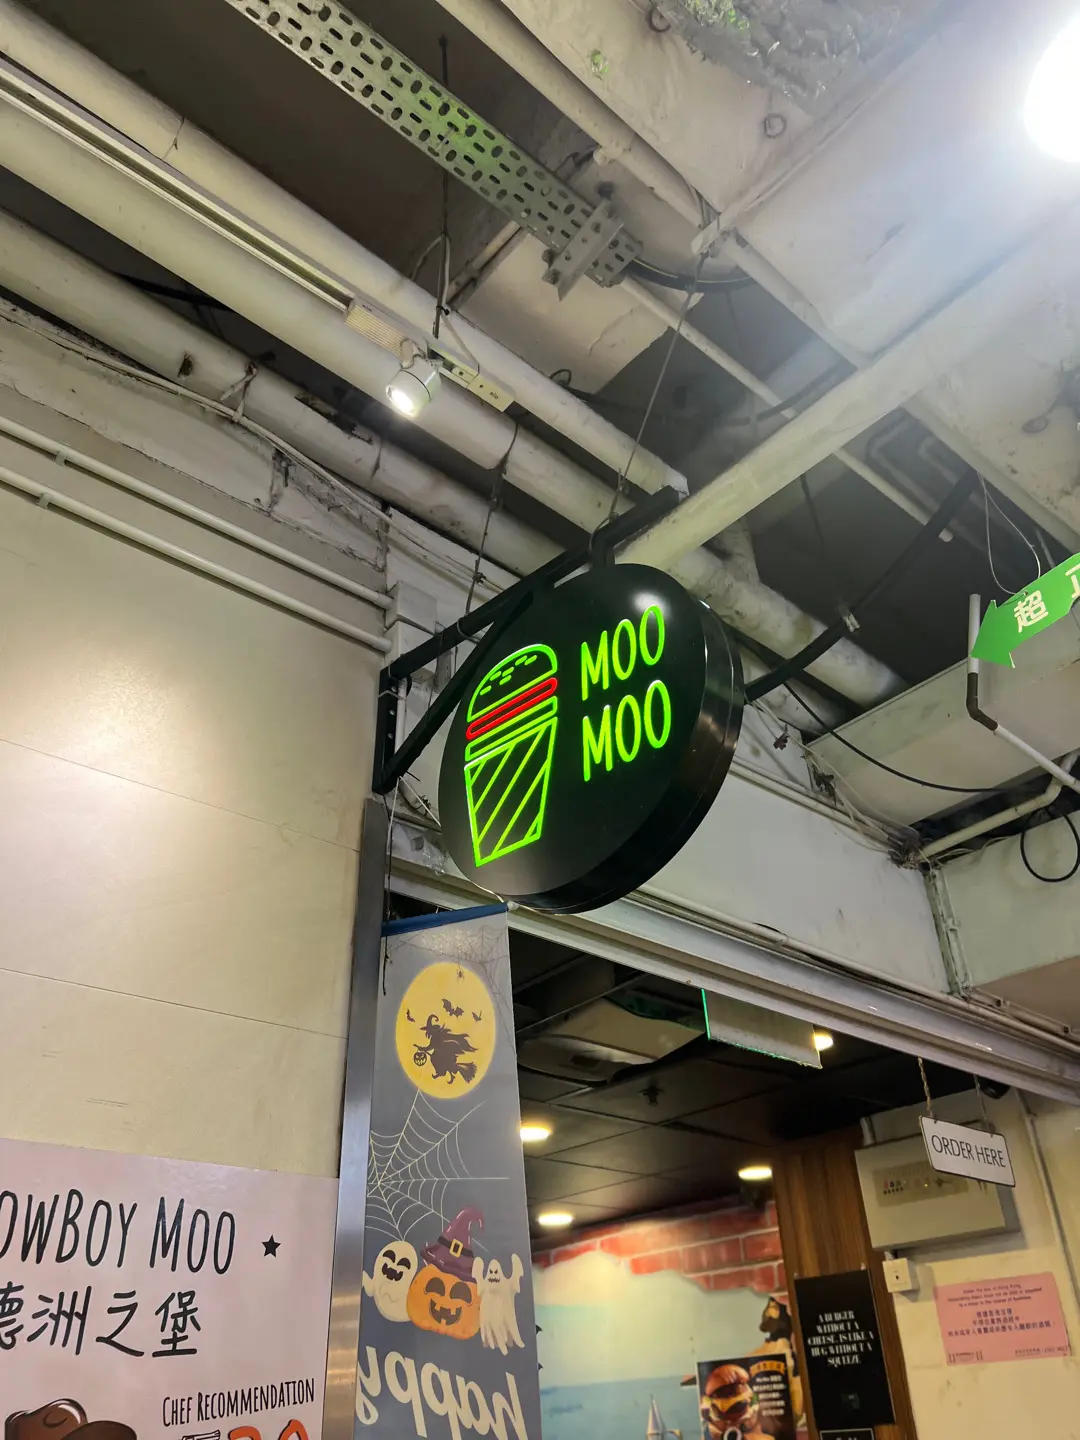 MOO
MOO
超
OWBOY MOO ★
德洲之堡
CHEF RECOMMENDATION
happy
ORDER HERE
A BURGER
WITHOUT A
CHEESE, IS LIKE A
HUG WITHOUT A
SQUEEZE